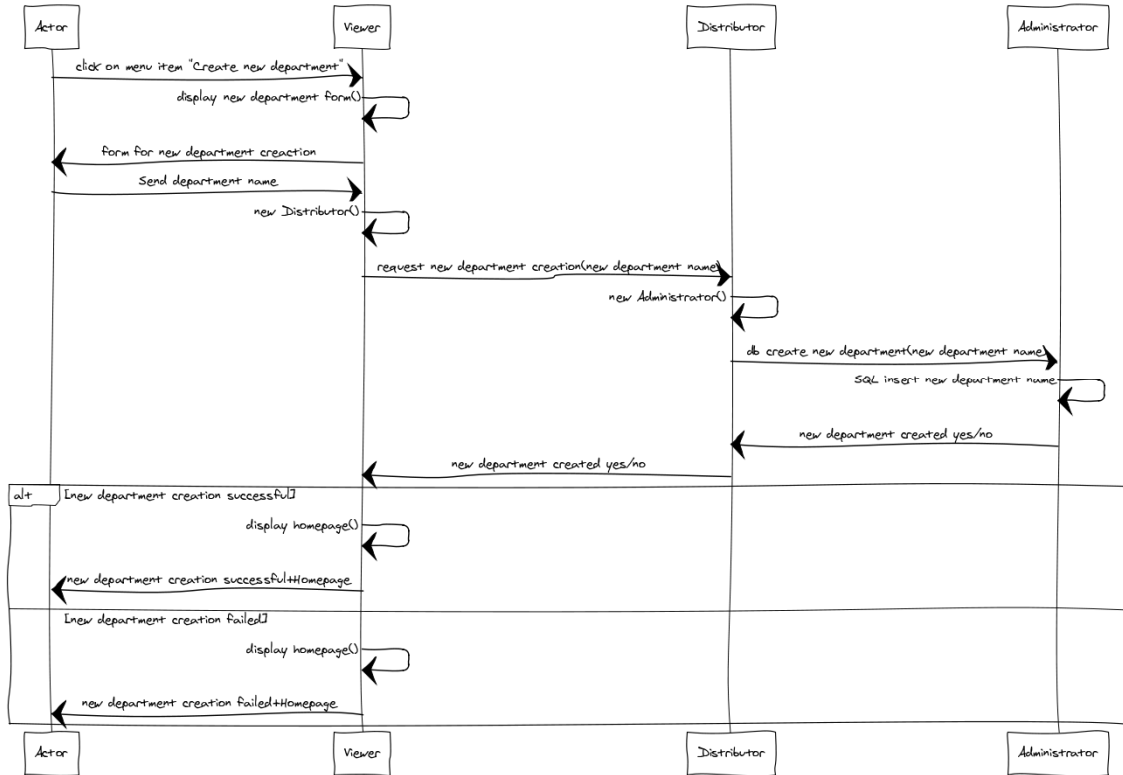 Actor
Viewer
Distributor
Administrator
click on menu item "Create new department"
display new department form()
form for new department creaction
Send department name
new Distributor()
request new department creation(new department name)
new Administrator()
db create new department(new department name)
SQL insert new department name
new department created yes/no
new department created yes/no
alt
[new department creation successful]
display homepage()
new department creation successful+Homepage
[new department creation failed]
display homepage()
new department creation failed+Homepage
Actor
Viewer
Distributor
Administrator